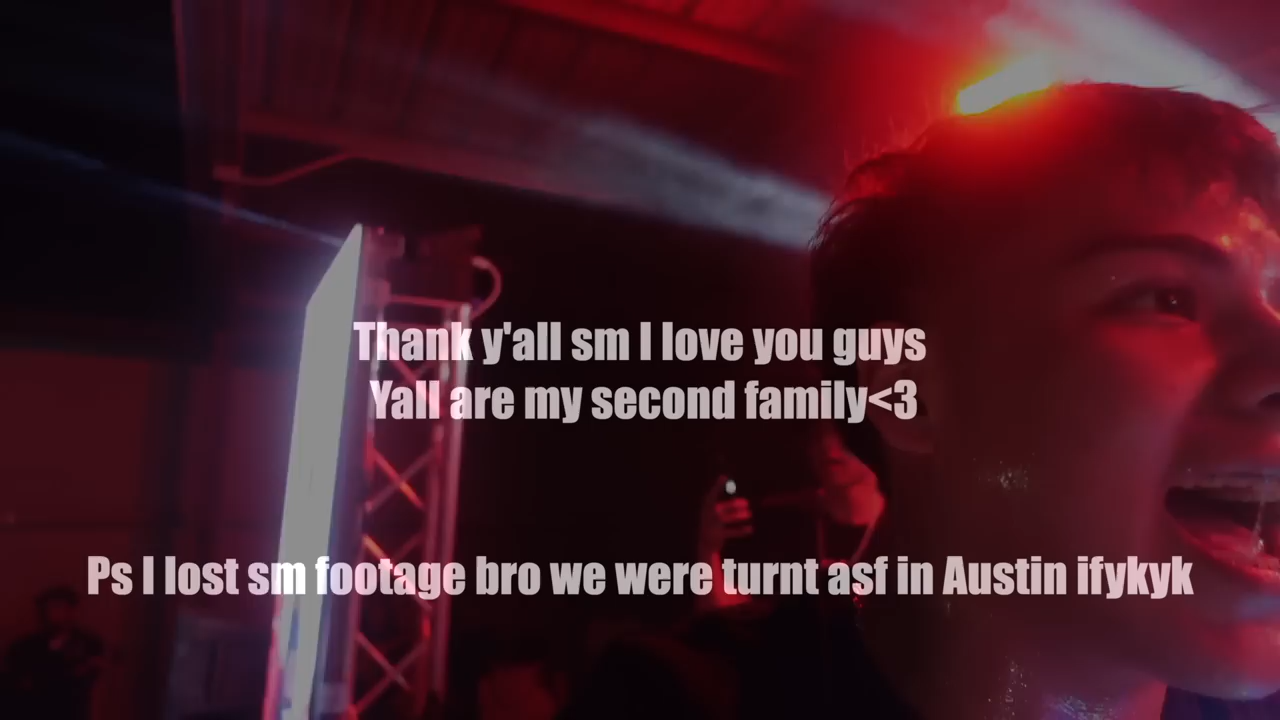 Thank y'all sm I love you guys
Yall are my second family<3
Ps I lost sm footage bro we were turnt asf in Austin ifykyk